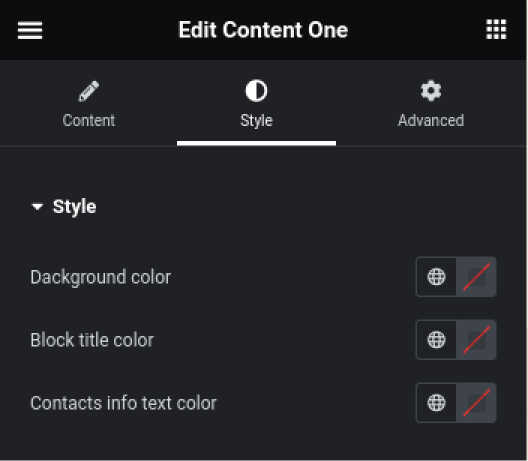 Edit Content One
Content
Style
Advanced
Style
Dackground color
Block title color
Contacts info text color